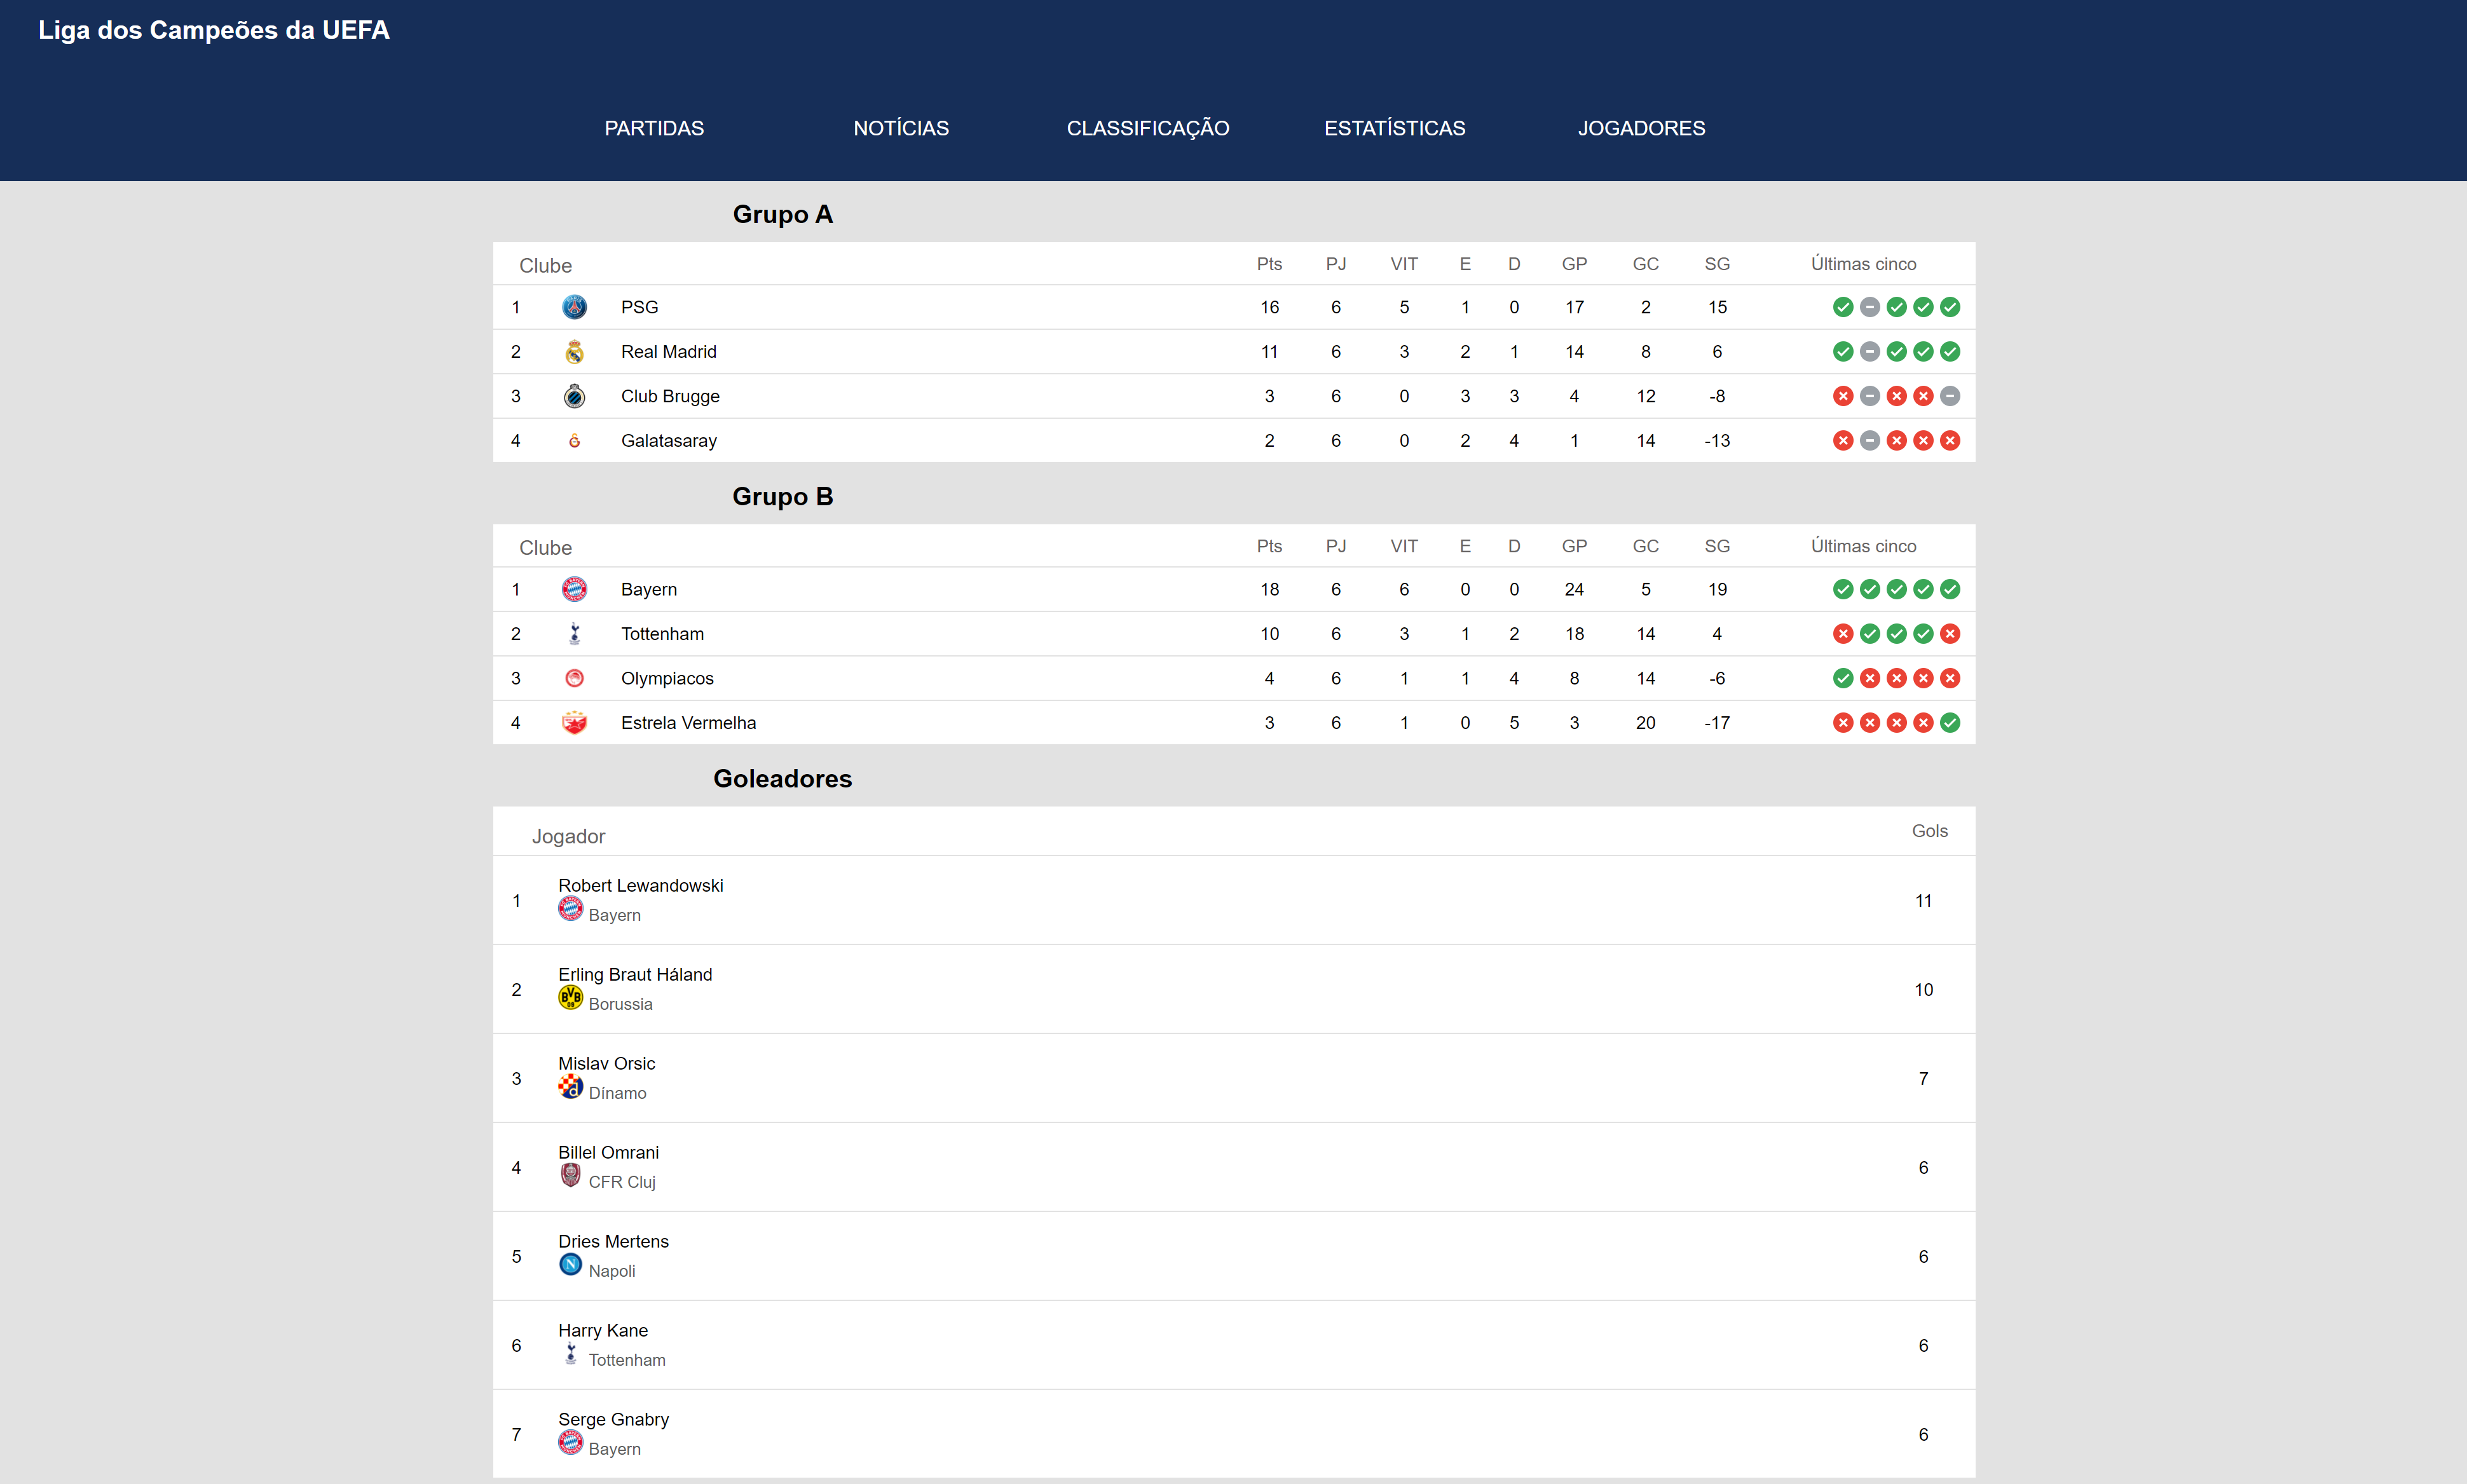 Liga dos Campeões da UEFA
PARTIDAS NOTÍCIAS CLASSIFICAÇÃO ESTATÍSTICAS JOGADORES
Grupo A
Clube Pts PJ VIT E D GP GC SG Últimas cinco
1 PSG 16 6 5 1 0 17 2 15
2 Real Madrid 11 6 3 2 1 14 8 6
3 Club Brugge 3 6 0 3 3 4 12 -8
4 Galatasaray 2 6 0 2 4 1 14 -13
Grupo B
Clube Pts PJ VIT E D GP GC SG Últimas cinco
1 Bayern 18 6 6 0 0 24 5 19
2 Tottenham 10 6 3 1 2 18 14 4
3 Olympiacos 4 6 1 1 4 8 14 -6
4 Estrela Vermelha 3 6 1 0 5 3 20 -17
Goleadores
Jogador Gols
Robert Lewandowski
1 11
Bayern
Erling Braut Háland
2 10
BVB 09 Borussia
Mislav Orsic
3 7
d Dínamo
Billel Omrani
4 6
CFR Cluj
Dries Mertens
5 6
N Napoli
Harry Kane
6 6
Tottenham
Serge Gnabry
7 6
Bayern